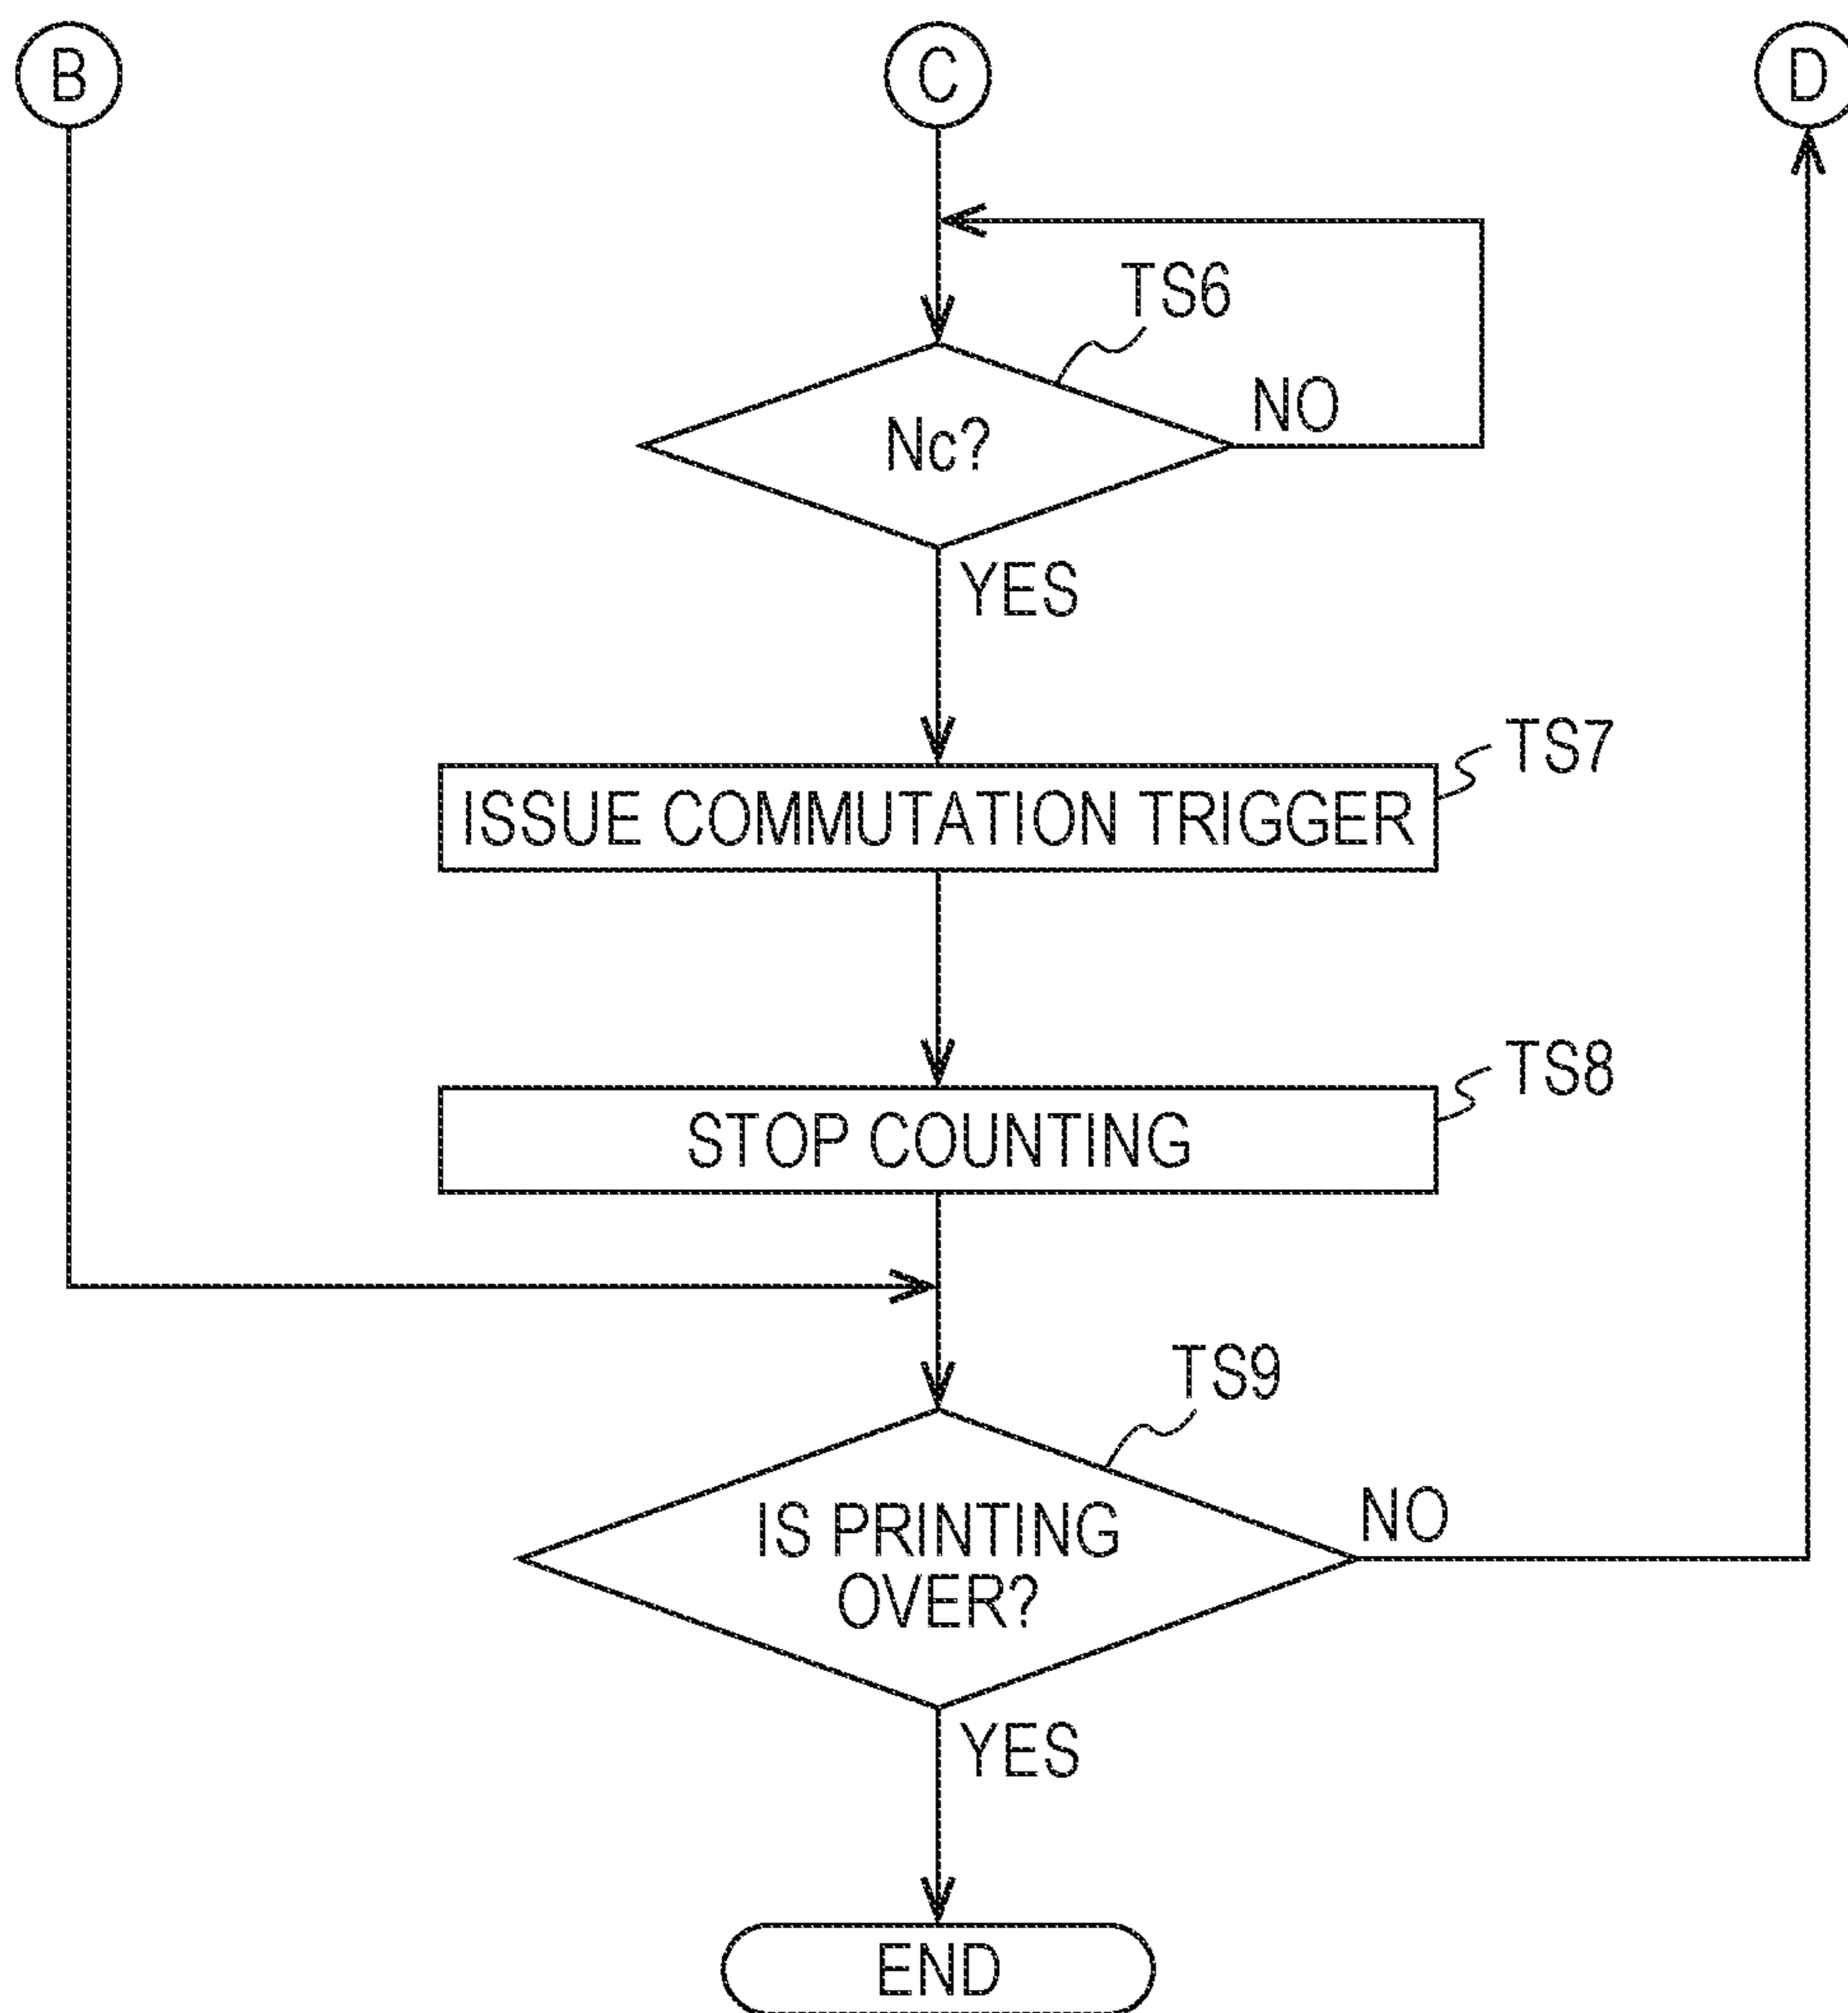 B
C
D
TS6
NO
Nc?
YES
TS7
ISSUE COMMUTATION TRIGGER
TS8
STOP COUNTING
TS9
NO
IS PRINTING
OVER?
YES
END